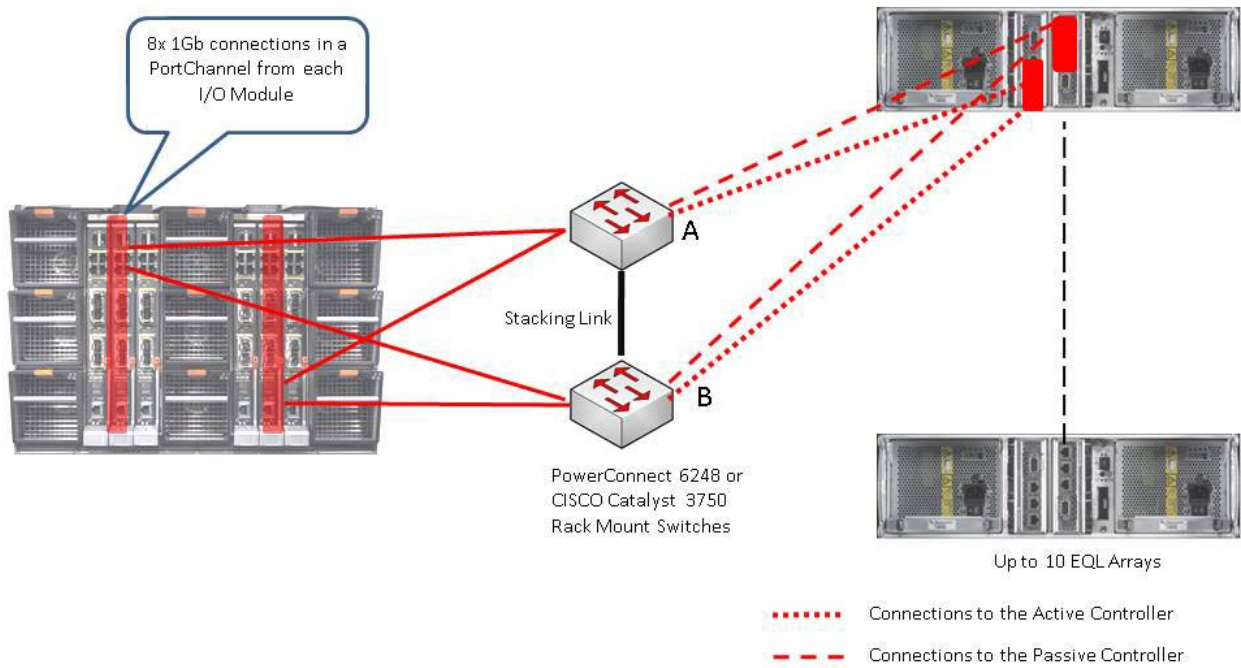 8x 1Gb connections in a
PortChannel from each
I/O Module
A
Stacking Link
B
PowerConnect 6248 or
CISCO Catalyst 3750
Rack Mount Switches
Up to 10 EQL Arrays
Connections to the Active Controller
Connections to the Passive Controller